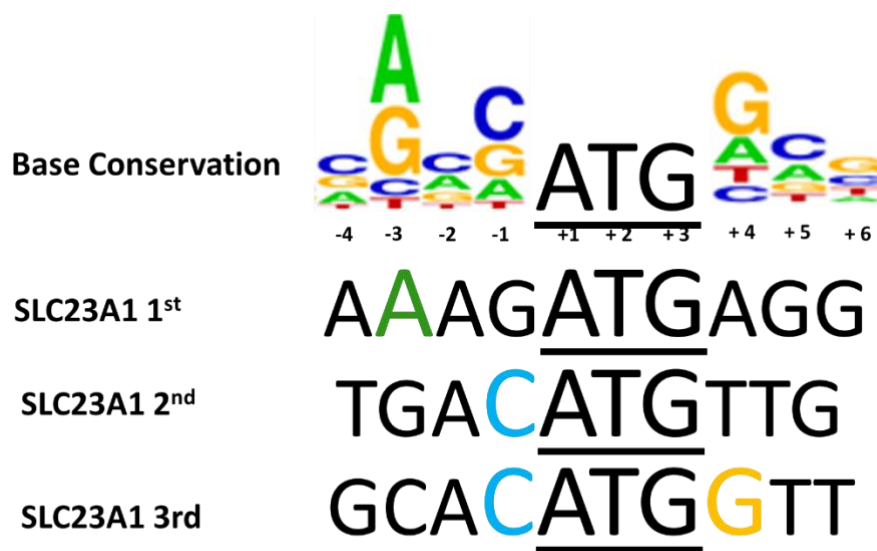 A
G C G
Base Conservation C C G ATG A C G
G C A A T A C
A T G T C G T
T T T A
-4 -3 -2 -1 +1 + 2 + 3 + 4 + 5 + 6
SLC23A1 1st AAAGATGAGG
SLC23A1 2nd TGACATGTTG
SLC23A1 3rd GCACATGGTT